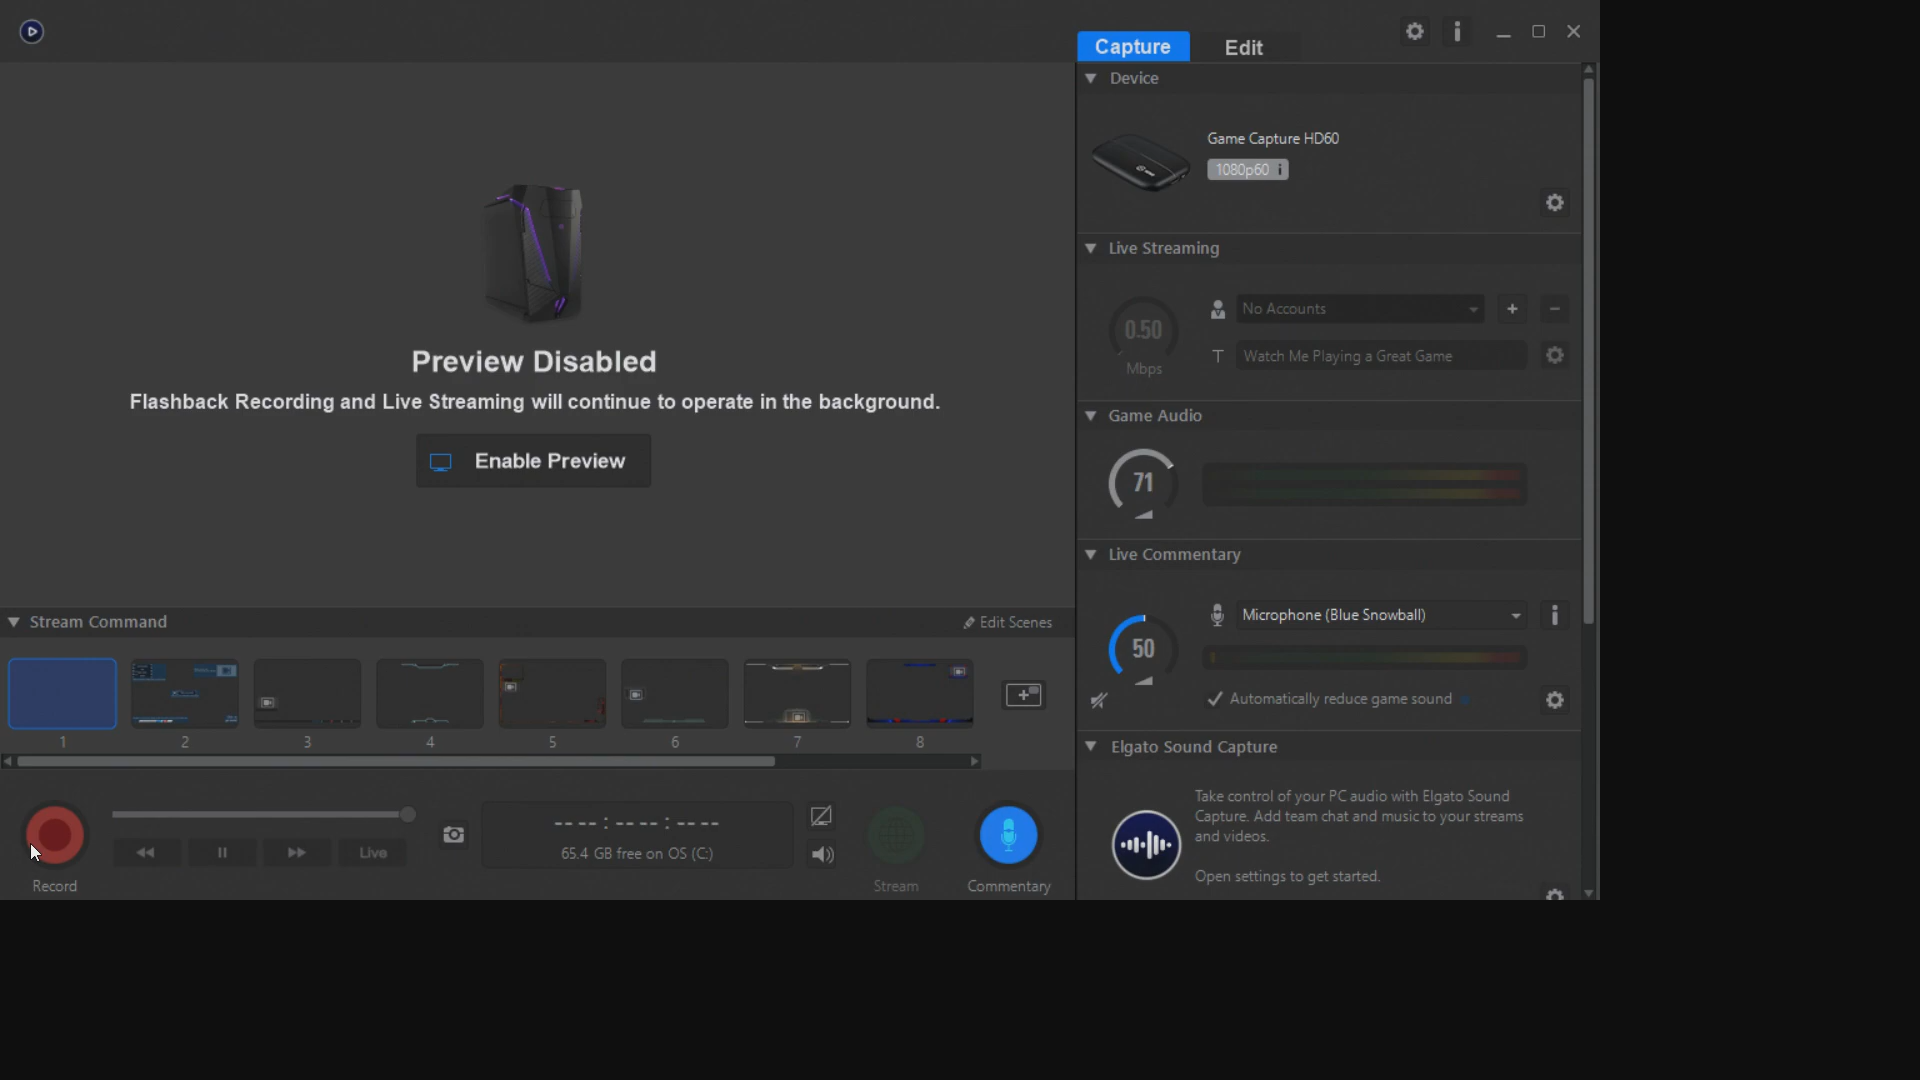 Capture
Edit
Device
Game Capture HD60
1080p60 i
Live Streaming
0.50
Mbps
No Accounts
+
-
T
Watch Me Playing a Great Game
Game Audio
71
Live Commentary
Microphone (Blue Snowball)
i
50
Automatically reduce game sound
Elgato Sound Capture
Take control of your PC audio with Elgato Sound
Capture. Add team chat and music to your streams
and videos.
Open settings to get started.
Preview Disabled
Flashback Recording and Live Streaming will continue to operate in the background.
Enable Preview
Stream Command
Edit Scenes
1
2
3
4
5
6
7
8
Live
-- -- : -- -- : -- --
65.4 GB free on OS (C:)
Record
Stream
Commentary